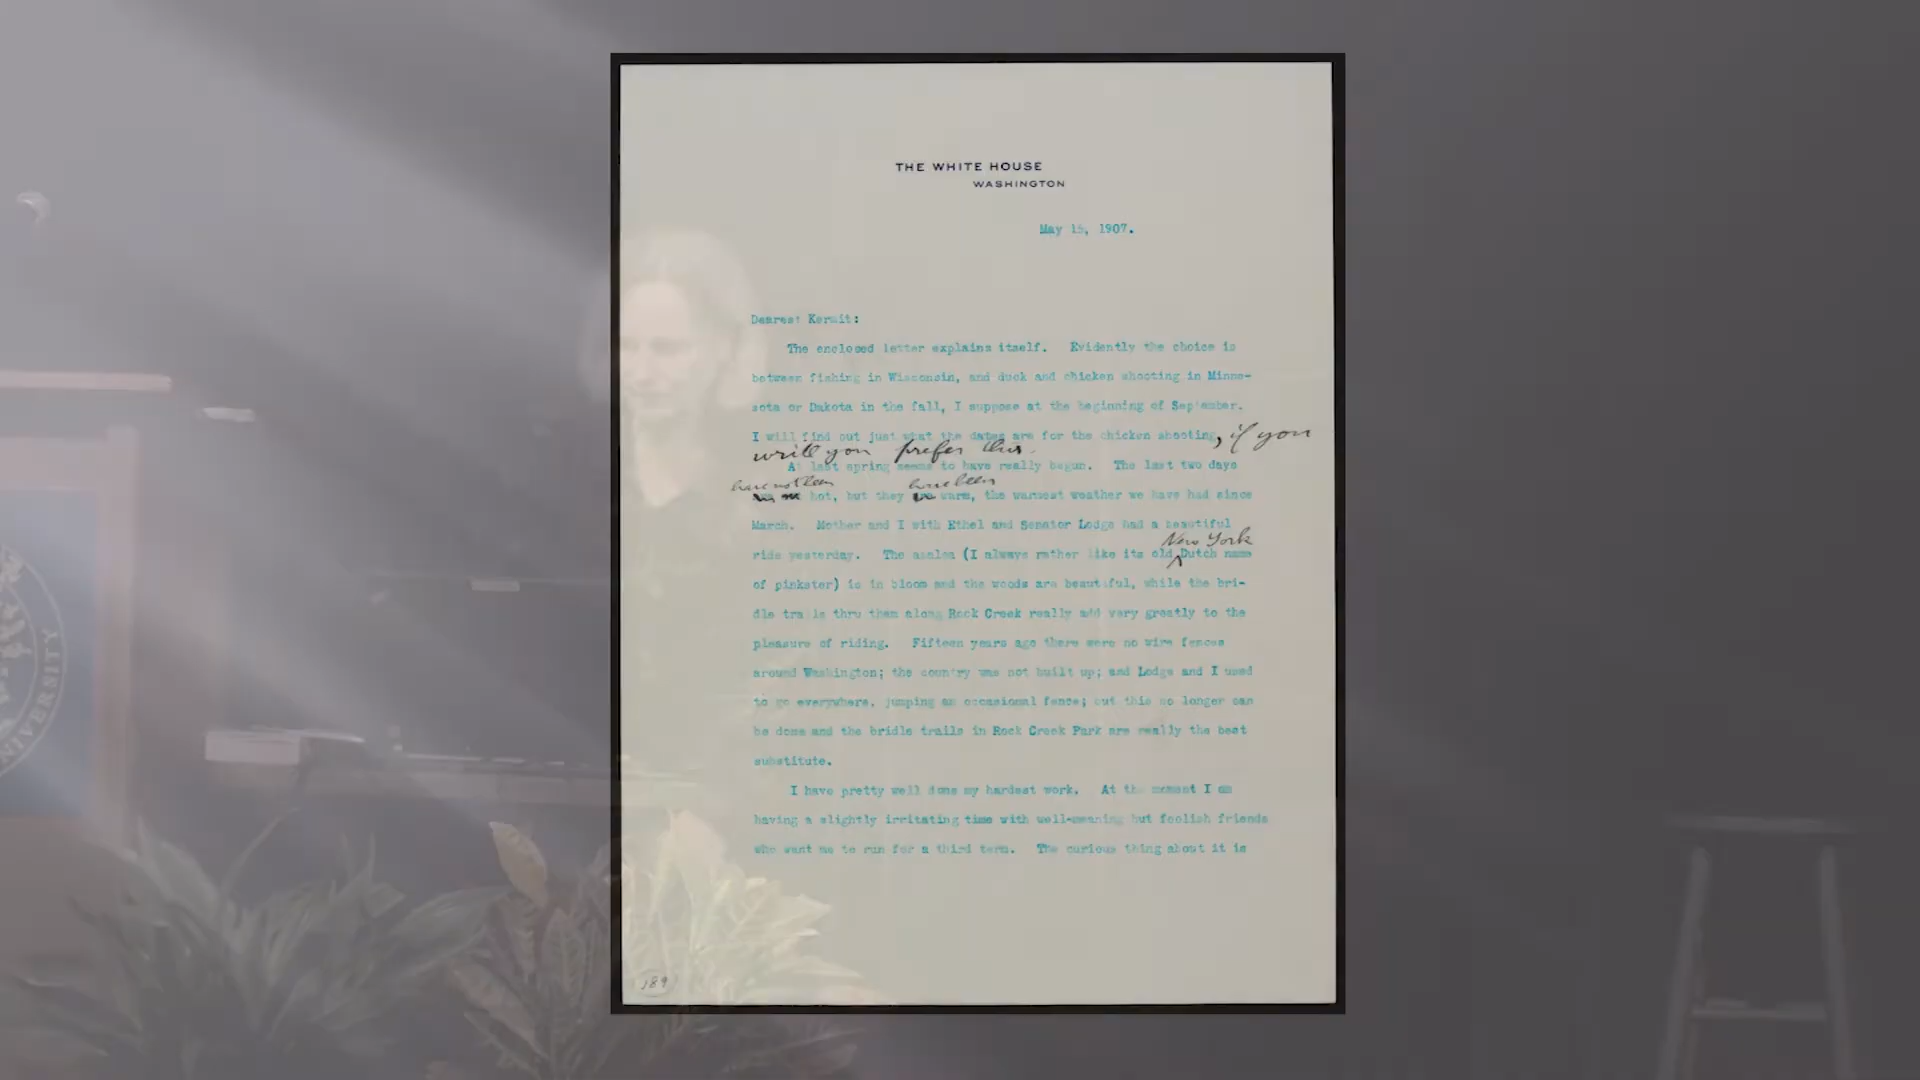 THE WHITE HOUSE
WASHINGTON
May 15, 1907.
Dearest Kermit:
The enclosed letter explains itself. Evidently the choice is
between fishing in Wisconsin, and duck and chicken shooting in Minne-
sota or Dakota in the fall, I suppose at the beginning of September.
I will find out just what the dates are for the chicken shooting, if you
write you prefer this.
At last spring seems to have really begun. The last two days
have not been have been
hot, but they warm, the warmest weather we have had since
March. Mother and I with Ethel and Senator Lodge had a beautiful
New York
ride yesterday. The azalea (I always rather like its old Dutch name
of pinkster) is in bloom and the woods are beautiful, while the bri-
dle trails thru them along Rock Creek really add very greatly to the
pleasure of riding. Fifteen years ago there were no wire fences
around Washington; the country was not built up; and Lodge and I used
to go everywhere, jumping an occasional fence; but this no longer can
be done and the bridle trails in Rock Creek Park are really the best
substitute.
I have pretty well done my hardest work. At the moment I am
having a slightly irritating time with well-meaning but foolish friends
who want me to run for a third term. The curious thing about it is
189
UNIVERSITY